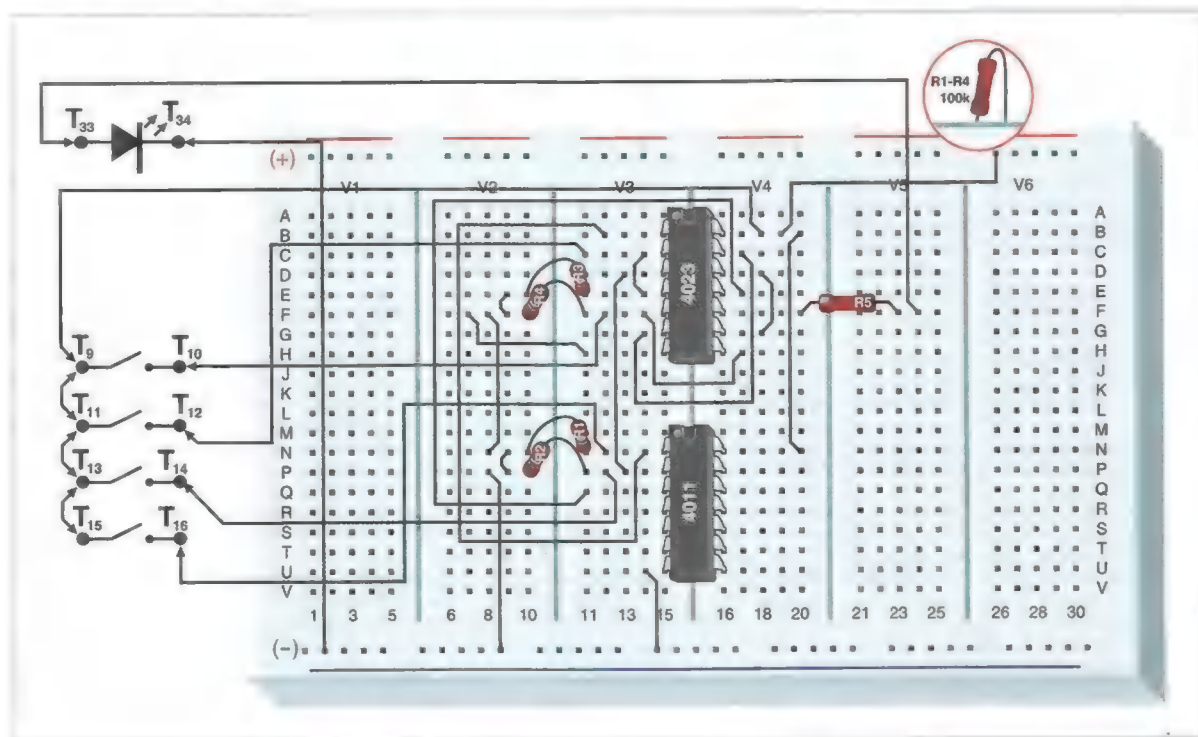 R1-R4
100k
T33
T34
(+)
V1 V2 V3 V4 V5 V6
A A
B B
C C
D D
E E
F F
G G
H H
J J
K K
L L
M M
N N
P P
Q Q
R R
S S
T T
U U
V V
R3
R4
4023
R5
T9 T10
T11 T12
R1
R2
T13 T14
4011
T15 T16
1 3 5 6 8 10 11 13 15 16 18 20 21 23 25 26 28 30
(-)